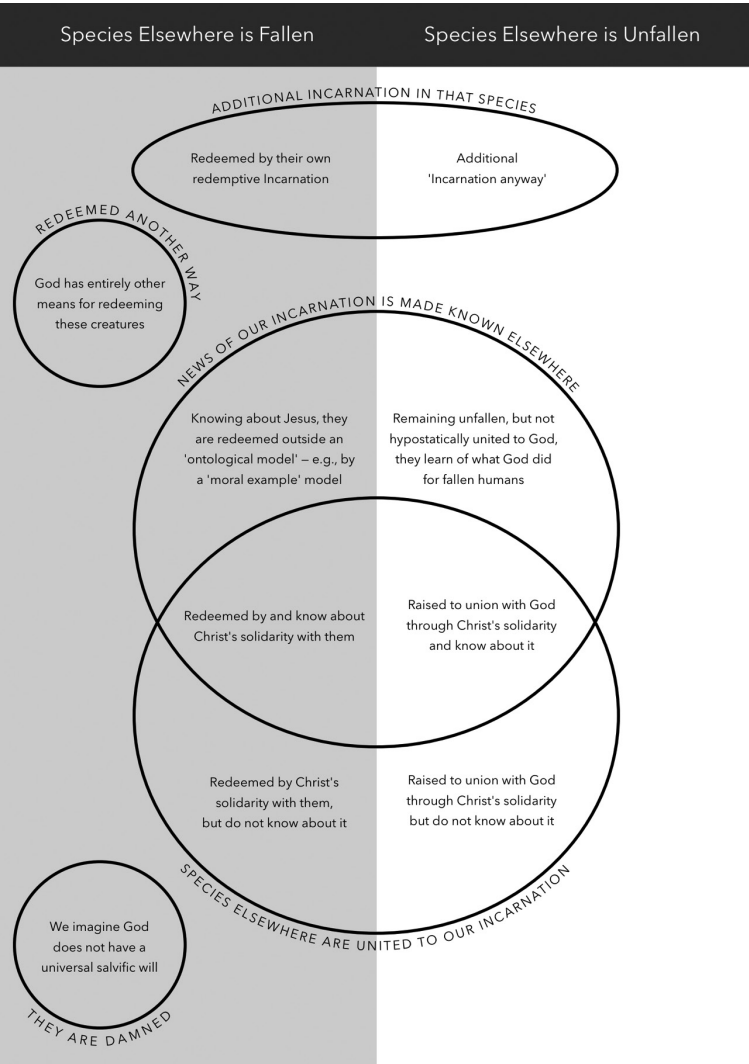 Species Elsewhere is Fallen
Species Elsewhere is Unfallen
ADDITIONAL INCARNATION IN THAT SPECIES
Redeemed by their own
redemptive Incarnation
Additional
'Incarnation anyway'
REDEEMED ANOTHER WAY
God has entirely other
means for redeeming
these creatures
NEWS OF OUR INCARNATION IS MADE KNOWN ELSEWHERE
Knowing about Jesus, they
are redeemed outside an
'ontological model' – e.g., by
a 'moral example' model
Remaining unfallen, but not
hypostatically united to God,
they learn of what God did
for fallen humans
Redeemed by and know about
Christ's solidarity with them
Raised to union with God
through Christ's solidarity
and know about it
Redeemed by Christ's
solidarity with them,
but do not know about it
Raised to union with God
through Christ's solidarity
but do not know about it
SPECIES ELSEWHERE ARE UNITED TO OUR INCARNATION
We imagine God
does not have a
universal salvific will
THEY ARE DAMNED